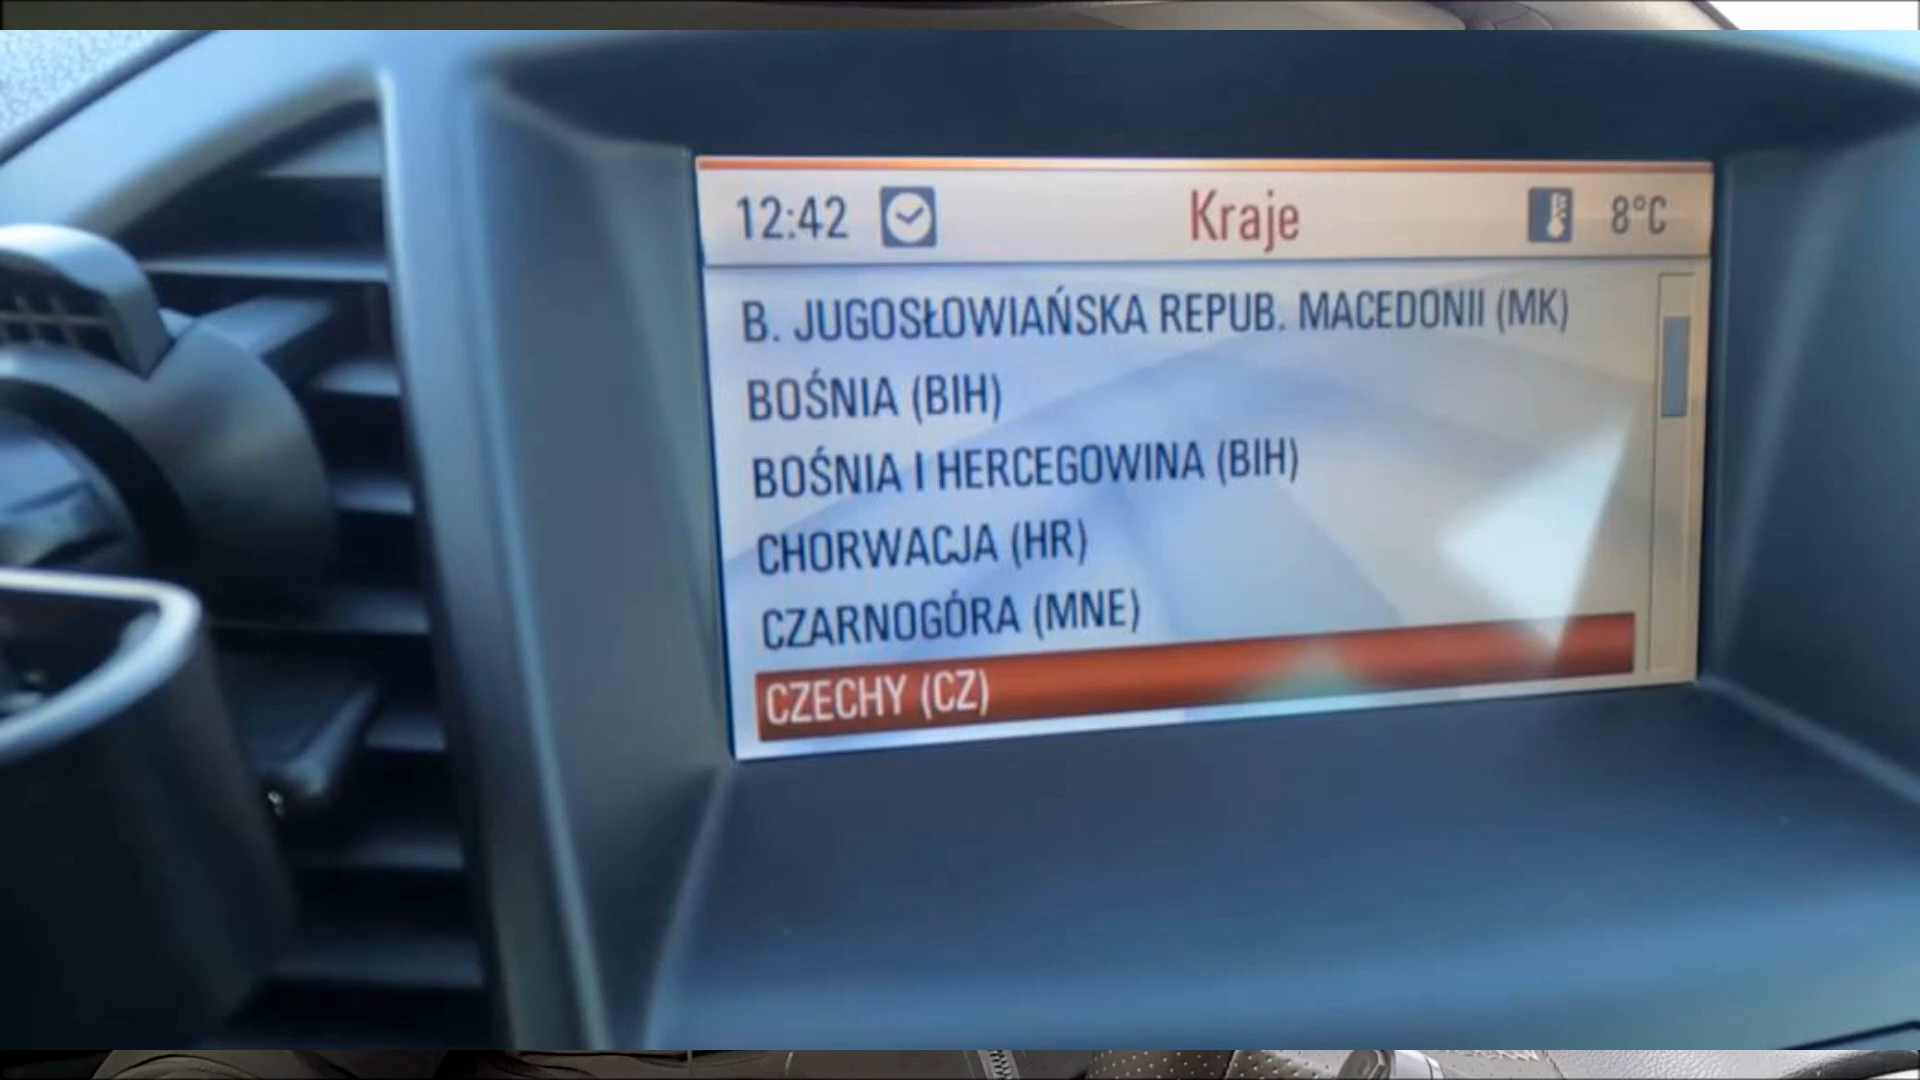 12:42 Kraje 8°C
B. JUGOSŁOWIAŃSKA REPUB. MACEDONII (MK)
BOŚNIA (BIH)
BOŚNIA I HERCEGOWINA (BIH)
CHORWACJA (HR)
CZARNOGÓRA (MNE)
CZECHY (CZ)